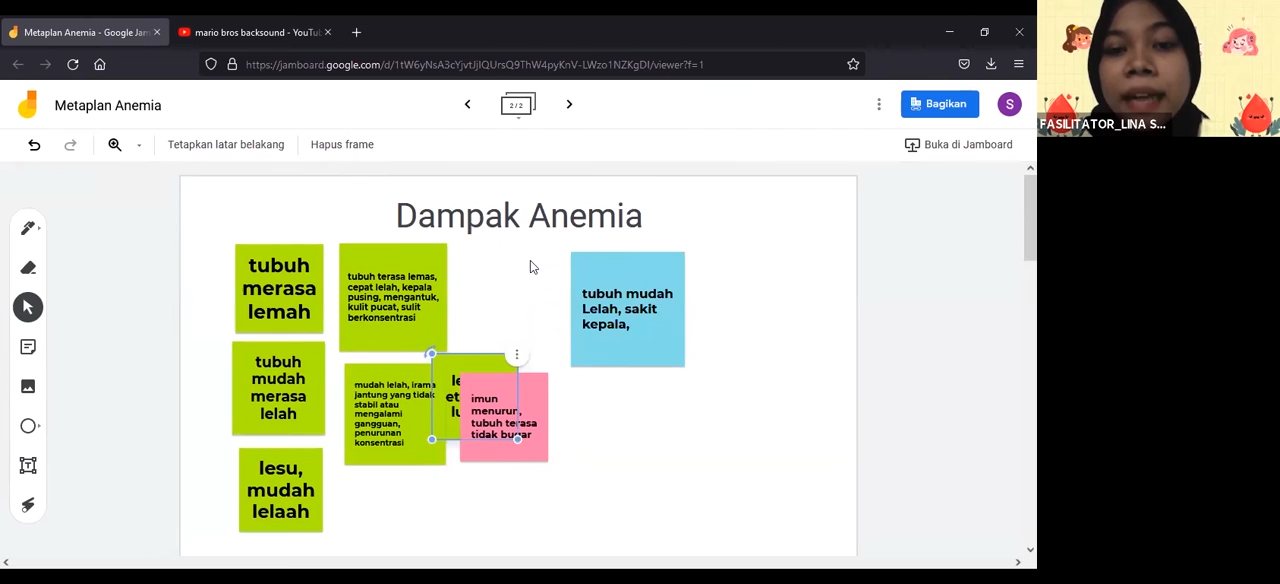 Metaplan Anemia - Google Jam
mario bros backsound - YouTu
https://jamboard.google.com/d/1tW6yNsA3cYjvtJjIQUrsQ9ThW4pyKnV-LWzo1NZKgDI/viewer?f=1
Metaplan Anemia
2/2
Bagikan
S
Tetapkan latar belakang
Hapus frame
Buka di Jamboard
FASILITATOR_LINA S...
Dampak Anemia
tubuh
merasa
lemah
tubuh terasa lemas,
cepat lelah, kepala
pusing, mengantuk,
kulit pucat, sulit
berkonsentrasi
tubuh mudah
Lelah, sakit
kepala,
tubuh
mudah
merasa
lelah
mudah lelah, irama
jantung yang tidak
stabil atau
mengalami
gangguan,
penurunan
konsentrasi
imun
menurun,
tubuh terasa
tidak bugar
lesu,
mudah
lelaah